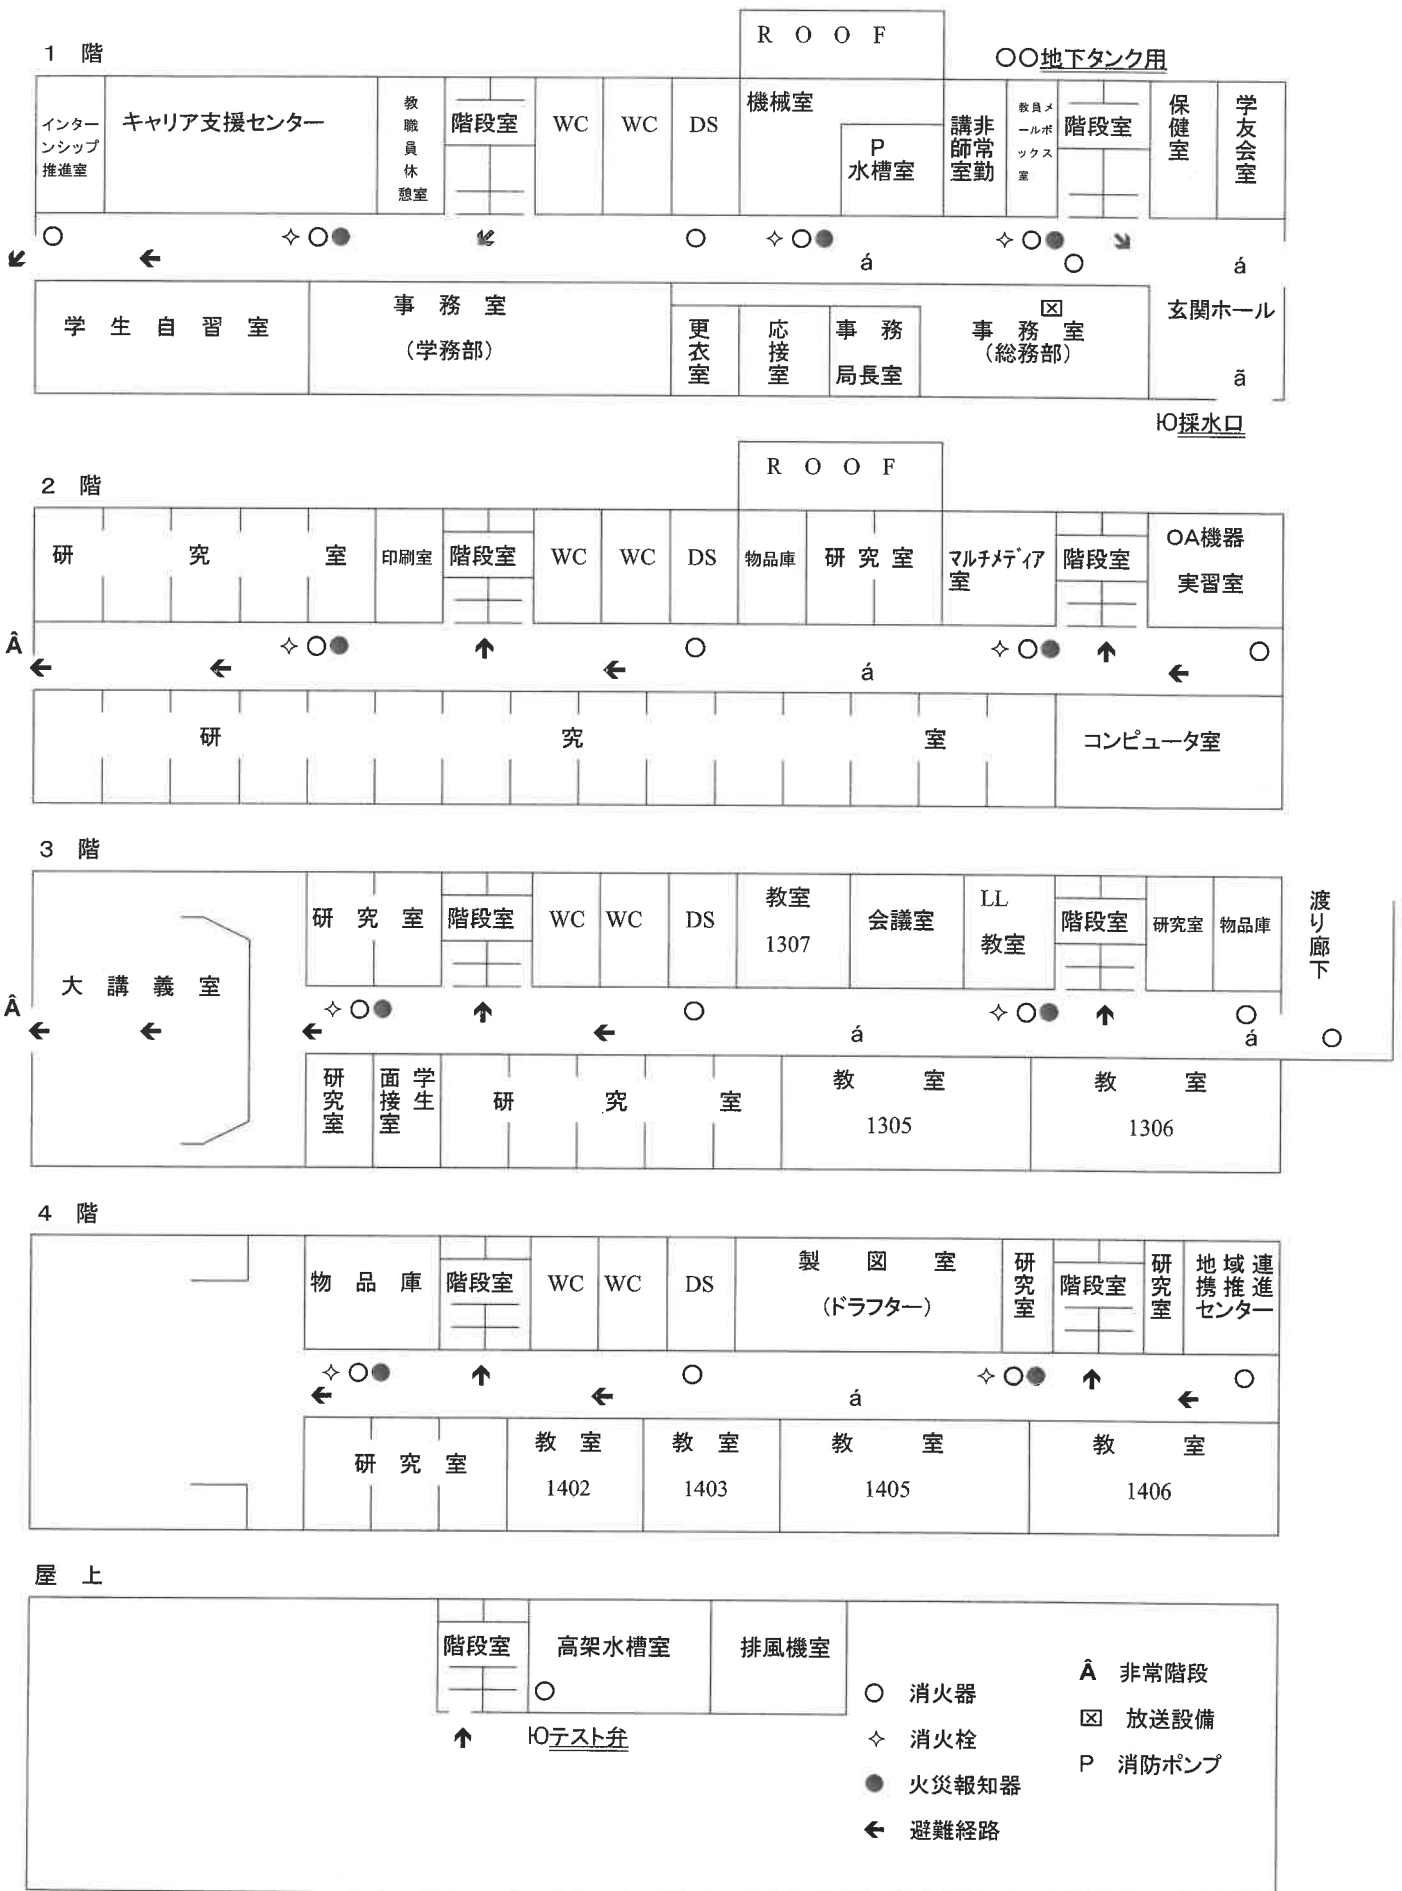 1 階
R O O F
○○地下タンク用
インターンシップ推進室
キャリア支援センター
教職員休憩室
階段室
WC
WC
DS
機械室
P
水槽室
非常勤講師室
教員メールボックス室
階段室
保健室
学友会室
á
á
学 生 自 習 室
事 務 室
(学務部)
更衣室
応接室
事 務
局長室
事 務 室
(総務部)
玄関ホール
ã
Ю採水口
2 階
R O O F
研 究 室
印刷室
階段室
WC
WC
DS
物品庫
研 究 室
マルチメディア
室
階段室
OA機器
実習室
Â
á
研 究 室
コンピュータ室
3 階
大 講 義 室
研 究 室
階段室
WC
WC
DS
教室
1307
会議室
LL
教室
階段室
研究室
物品庫
渡り廊下
Â
á
á
研究室
学生
面接室
研 究 室
教 室
1305
教 室
1306
4 階
物 品 庫
階段室
WC
WC
DS
製 図 室
(ドラフター)
研究室
階段室
研究室
地 域 連
携 推 進
センター
á
研 究 室
教 室
1402
教 室
1403
教 室
1405
教 室
1406
屋 上
階段室
高架水槽室
排風機室
Юテスト弁
○ 消火器
✧ 消火栓
● 火災報知器
← 避難経路
Â 非常階段
☒ 放送設備
P 消防ポンプ